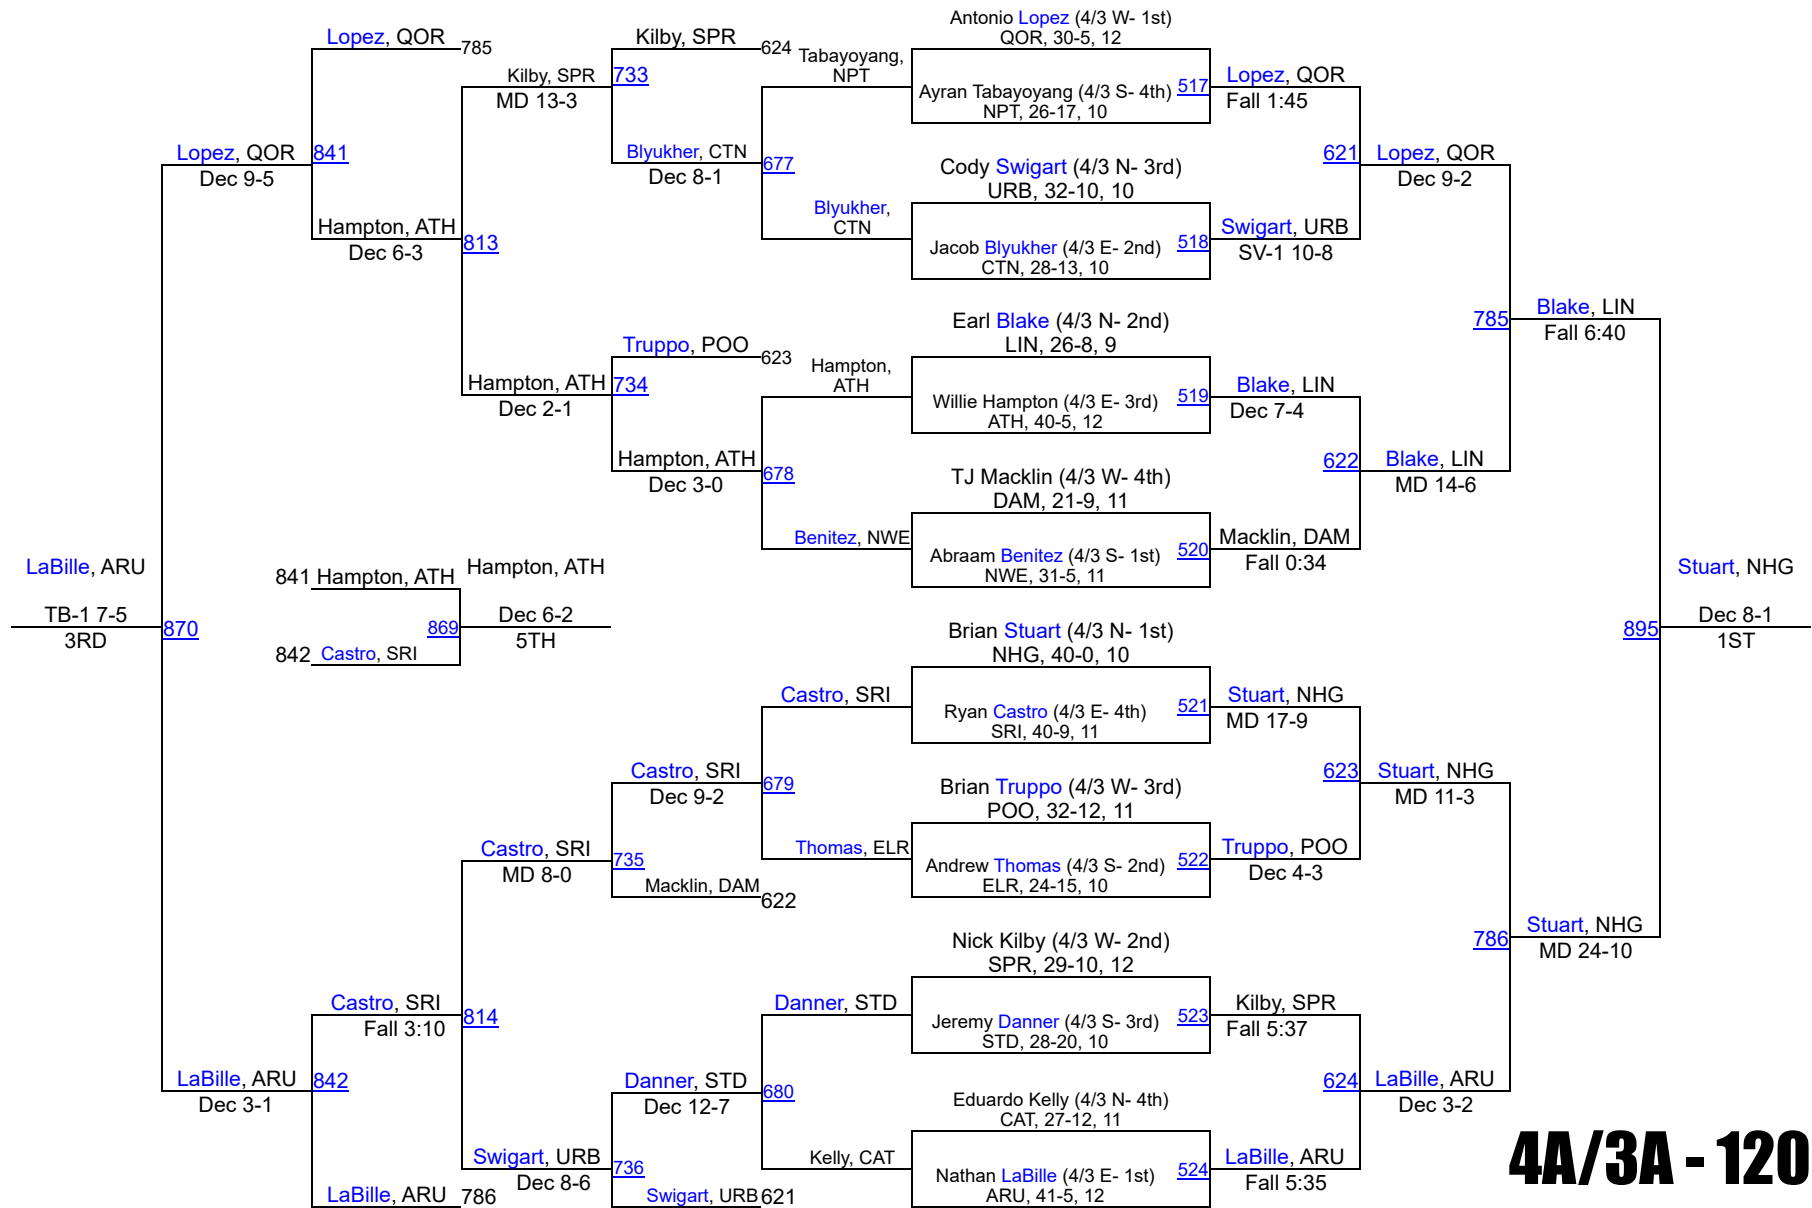 Antonio Lopez (4/3 W- 1st)
QOR, 30-5, 12
Lopez, QOR
785
Kilby, SPR
624
Tabayoyang,
NPT
Kilby, SPR
733
MD 13-3
Ayran Tabayoyang (4/3 S- 4th)
NPT, 26-17, 10
517
Lopez, QOR
Fall 1:45
Lopez, QOR
841
Dec 9-5
Blyukher, CTN
677
Dec 8-1
Cody Swigart (4/3 N- 3rd)
URB, 32-10, 10
621
Lopez, QOR
Dec 9-2
Hampton, ATH
813
Dec 6-3
Blyukher,
CTN
Jacob Blyukher (4/3 E- 2nd)
CTN, 28-13, 10
518
Swigart, URB
SV-1 10-8
Earl Blake (4/3 N- 2nd)
LIN, 26-8, 9
785
Blake, LIN
Fall 6:40
Truppo, POO
623
Hampton,
ATH
Hampton, ATH
734
Dec 2-1
Willie Hampton (4/3 E- 3rd)
ATH, 40-5, 12
519
Blake, LIN
Dec 7-4
Hampton, ATH
678
Dec 3-0
TJ Macklin (4/3 W- 4th)
DAM, 21-9, 11
622
Blake, LIN
MD 14-6
Benitez, NWE
Abraam Benitez (4/3 S- 1st)
NWE, 31-5, 11
520
Macklin, DAM
Fall 0:34
LaBille, ARU
TB-1 7-5
3RD
870
841 Hampton, ATH
Hampton, ATH
869
Dec 6-2
5TH
842 Castro, SRI
Brian Stuart (4/3 N- 1st)
NHG, 40-0, 10
Stuart, NHG
895
Dec 8-1
1ST
Castro, SRI
Ryan Castro (4/3 E- 4th)
SRI, 40-9, 11
521
Stuart, NHG
MD 17-9
Castro, SRI
679
Dec 9-2
Brian Truppo (4/3 W- 3rd)
POO, 32-12, 11
623
Stuart, NHG
MD 11-3
Castro, SRI
735
MD 8-0
Thomas, ELR
Andrew Thomas (4/3 S- 2nd)
ELR, 24-15, 10
522
Truppo, POO
Dec 4-3
Macklin, DAM
622
Nick Kilby (4/3 W- 2nd)
SPR, 29-10, 12
786
Stuart, NHG
MD 24-10
Castro, SRI
814
Fall 3:10
Danner, STD
Jeremy Danner (4/3 S- 3rd)
STD, 28-20, 10
523
Kilby, SPR
Fall 5:37
LaBille, ARU
842
Dec 3-1
Danner, STD
680
Dec 12-7
Eduardo Kelly (4/3 N- 4th)
CAT, 27-12, 11
624
LaBille, ARU
Dec 3-2
Swigart, URB
736
Dec 8-6
Kelly, CAT
Nathan LaBille (4/3 E- 1st)
ARU, 41-5, 12
524
LaBille, ARU
Fall 5:35
LaBille, ARU
786
Swigart, URB
621
4A/3A - 120